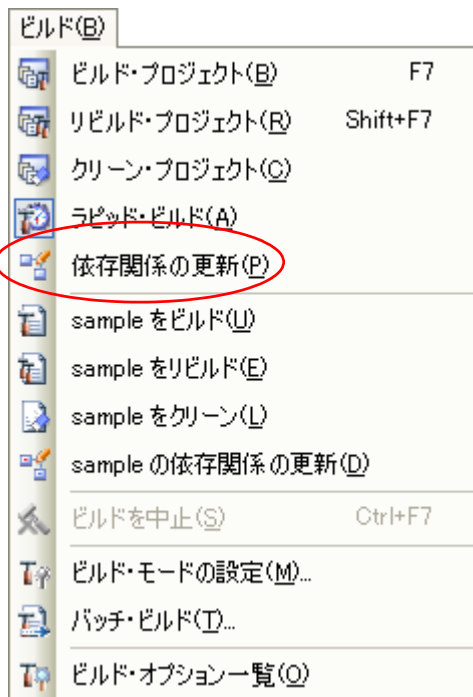 ビルド(B)
ビルド・プロジェクト(B) F7
リビルド・プロジェクト(R) Shift+F7
クリーン・プロジェクト(C)
ラピッド・ビルド(A)
依存関係の更新(P)
sample をビルド(U)
sample をリビルド(E)
sample をクリーン(L)
sample の依存関係の更新(D)
ビルドを中止(S) Ctrl+F7
ビルド・モードの設定(M)...
バッチ・ビルド(T)...
ビルド・オプション一覧(O)